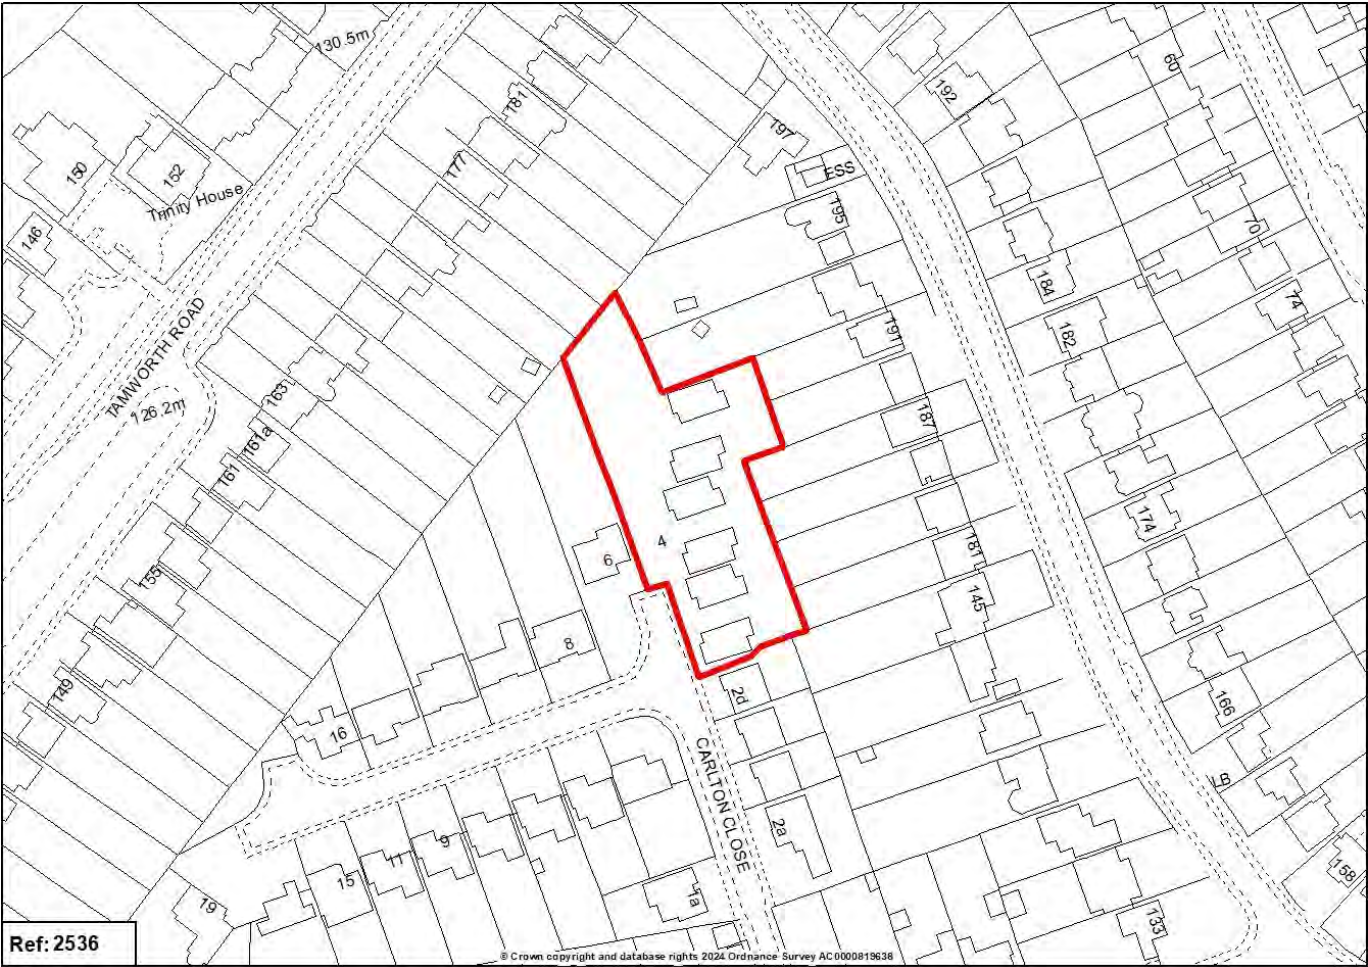 130.5m
60
192
181
197
150
152
177
ESS
Trinity House
195
146
70
184
74
TAMWORTH ROAD
182
191
163
126.2m
187
161a
161
174
4
181
6
155
145
8
149
2d
166
16
CARLTON CLOSE
LB
2a
9
11
158
15
1a
19
133
Ref: 2536
© Crown copyright and database rights 2024 Ordnance Survey AC0000819636